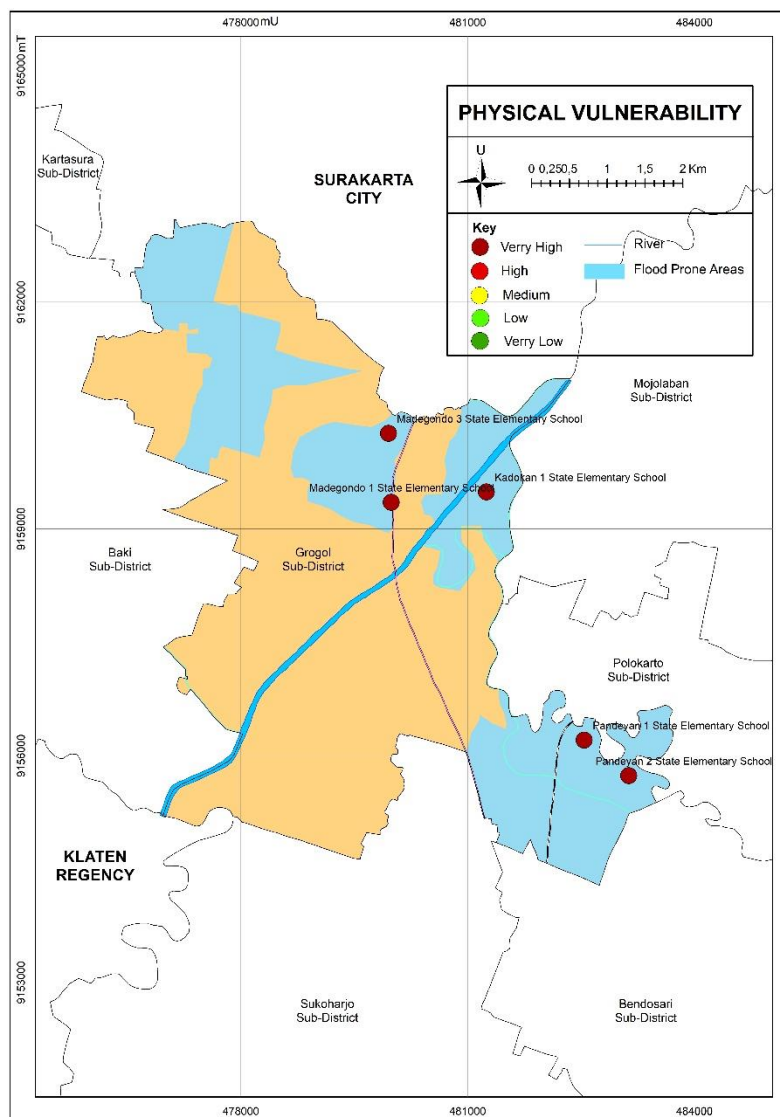 478000mU
481000
484000
9165000mT
PHYSICAL VULNERABILITY
Kartasura
Sub-District
U
0 0,250,5 1 1,5 2 Km
SURAKARTA
CITY
Key
Verry High
River
High
Flood Prone Areas
Medium
Low
Verry Low
9162000
Mojolaban
Sub-District
Madegondo 3 State Elementary School
Kadokan 1 State Elementary School
Madegondo 1 State Elementary School
9159000
Baki
Sub-District
Grogol
Sub-District
Polokarto
Sub-District
Pandeyan 1 State Elementary School
9156000
Pandeyan 2 State Elementary School
KLATEN
REGENCY
9153000
Sukoharjo
Sub-District
Bendosari
Sub-District
478000
481000
484000